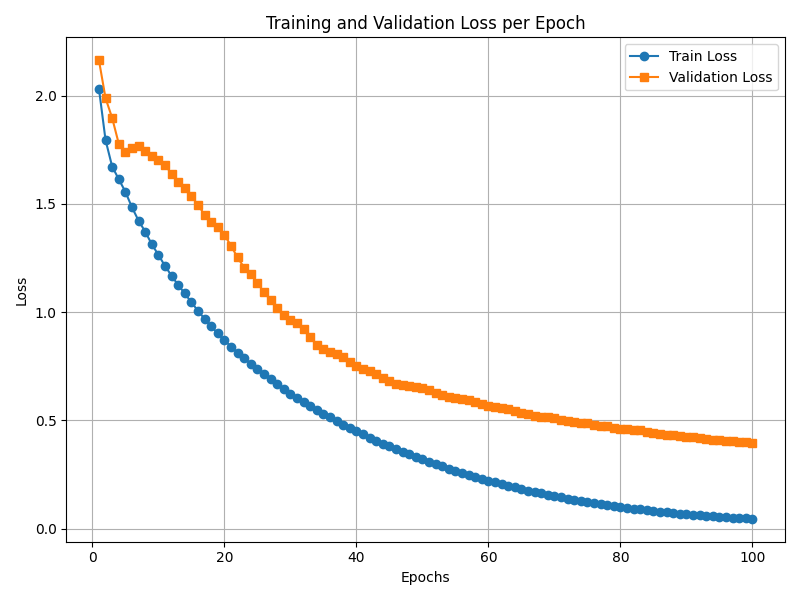 Training and Validation Loss per Epoch
Train Loss
Validation Loss
2.0
1.5
1.0
0.5
0.0
Loss
0 20 40 60 80 100
Epochs